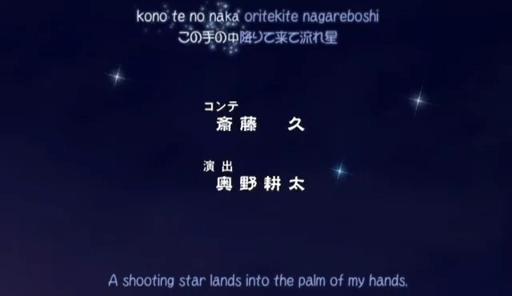 kono te no naka oritekite nagareboshi
この手の中降りて来て流れ星
コンテ
斎藤 久
演出
奥野耕太
A shooting star lands into the palm of my hands.